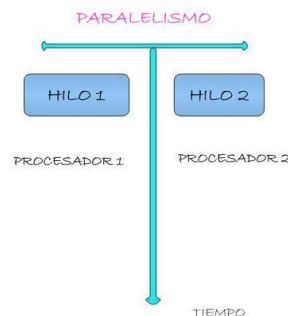 PARALELISMO
HILO 1
HILO 2
PROCESADOR 1
PROCESADOR 2
TIEMPO